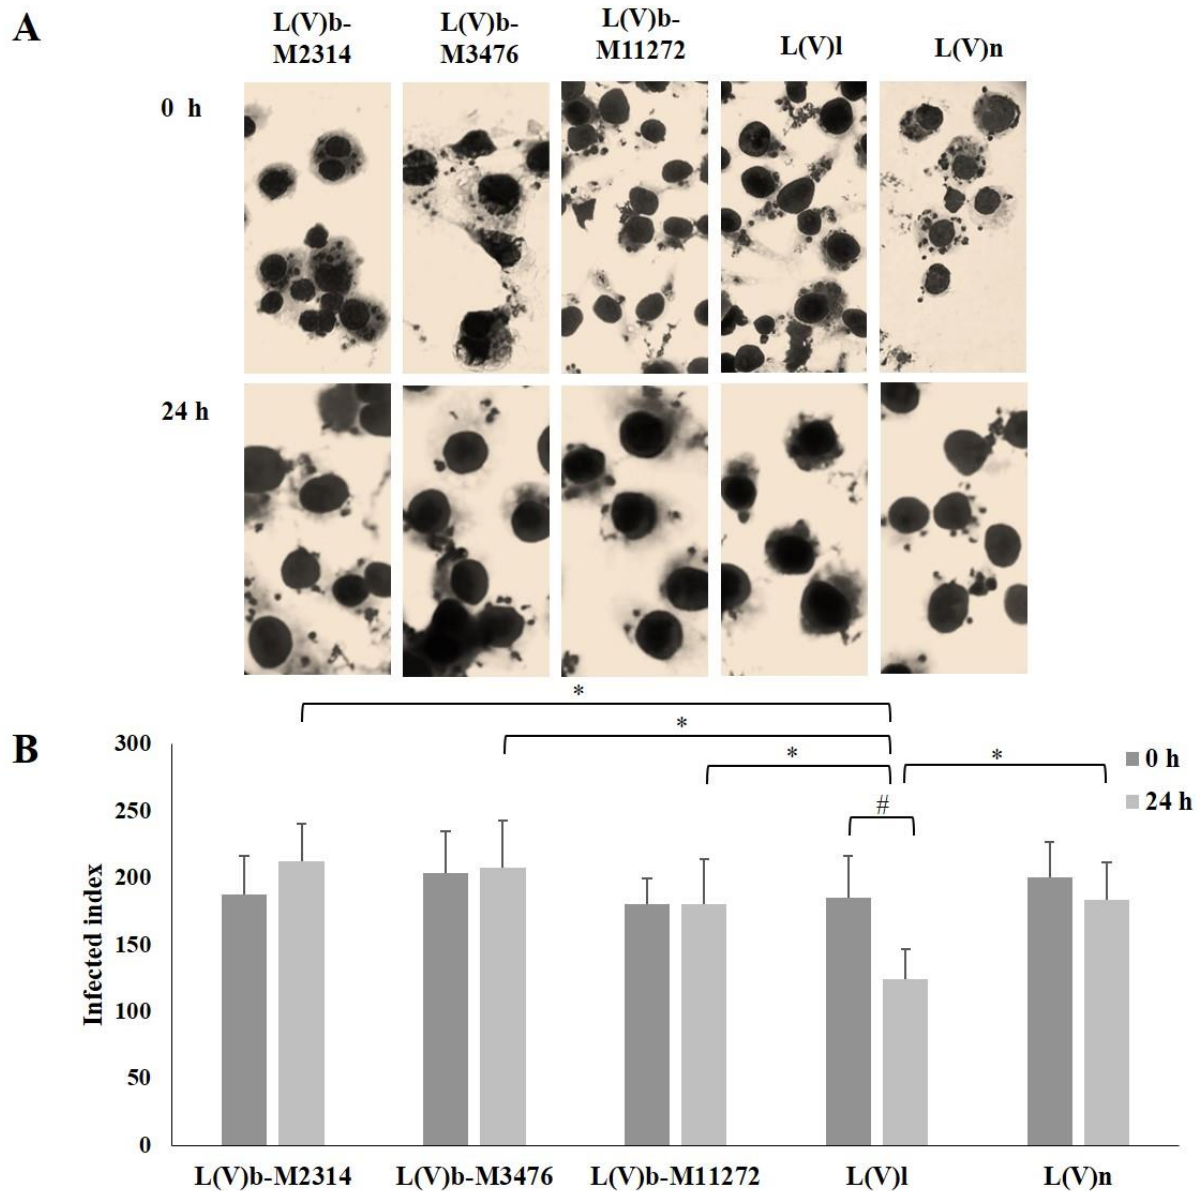 A
L(V)b-
M2314
L(V)b-
M3476
L(V)b-
M11272
L(V)l
L(V)n
0 h
24 h
B
*
*
*
*
#
0 h
24 h
Infected index
300
250
200
150
100
50
0
L(V)b-M2314
L(V)b-M3476
L(V)b-M11272
L(V)l
L(V)n